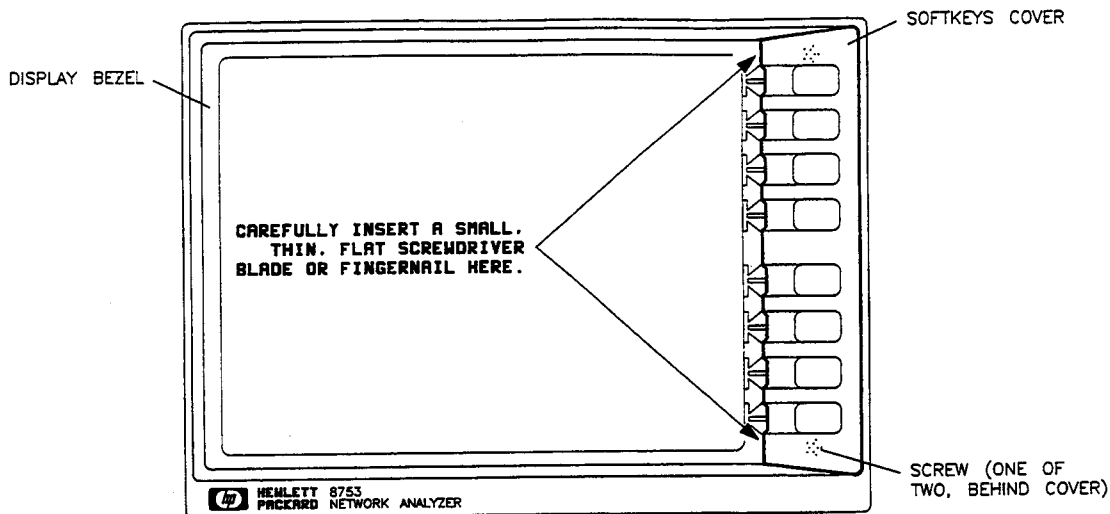 SOFTKEYS COVER
DISPLAY BEZEL
CAREFULLY INSERT A SMALL,
THIN, FLAT SCREWDRIVER
BLADE OR FINGERNAIL HERE.
SCREW (ONE OF
TWO, BEHIND COVER)
hp HEWLETT 8753
PACKARD NETWORK ANALYZER